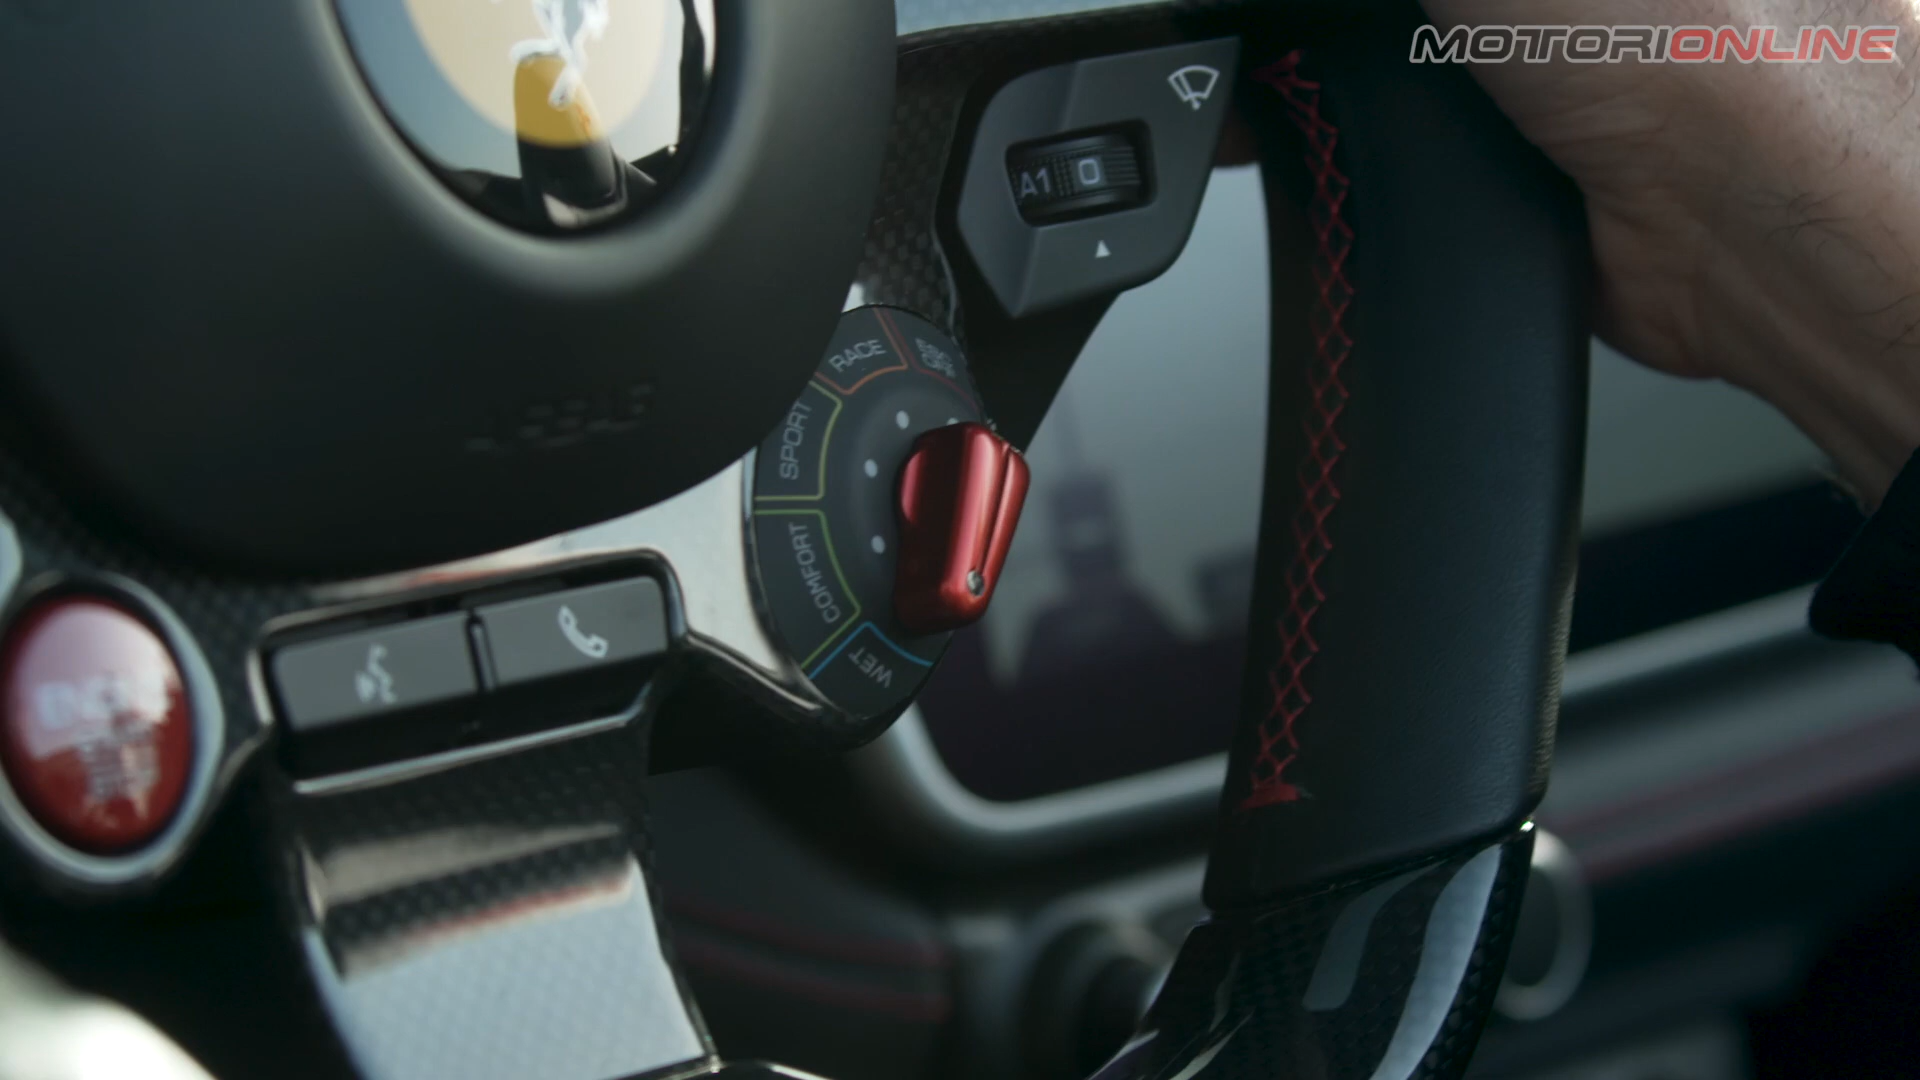 MOTORIONLINE
A1 0
RACE
SPORT
COMFORT
WET